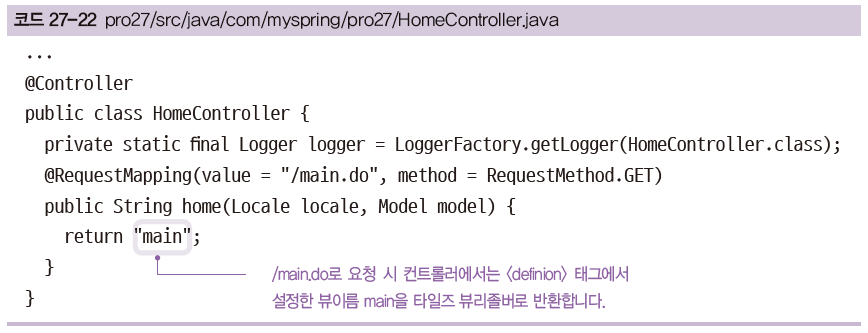 코드 27-22 pro27/src/java/com/myspring/pro27/HomeController.java
...
@Controller
public class HomeController {
private static final Logger logger = LoggerFactory.getLogger(HomeController.class);
@RequestMapping(value = "/main.do", method = RequestMethod.GET)
public String home(Locale locale, Model model) {
return "main";
}
/main.do로 요청 시 컨트롤러에서는 <definion> 태그에서
설정한 뷰이름 main을 타일즈 뷰리졸버로 반환합니다.
}